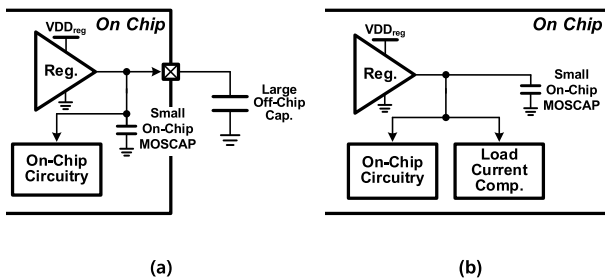 On Chip
VDDreg
Reg.
Small
On-Chip
MOSCAP
Large
Off-Chip
Cap.
On-Chip
Circuitry
(a)
On Chip
VDDreg
Reg.
Small
On-Chip
MOSCAP
On-Chip
Circuitry
Load
Current
Comp.
(b)